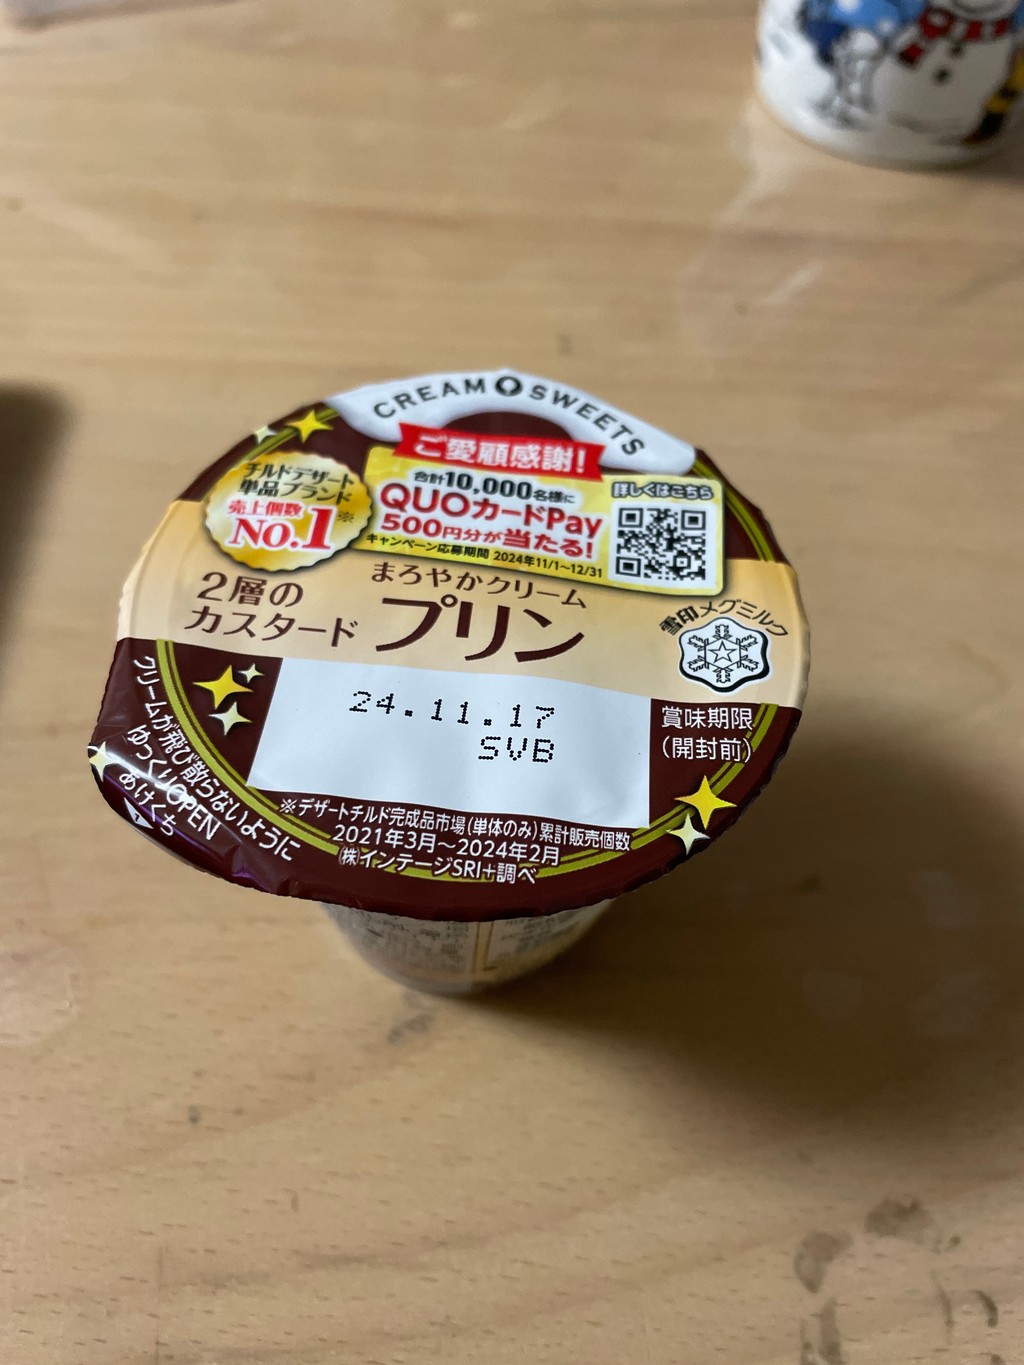 CREAM SWEETS
ご愛顧感謝!
チルドデザート
単品ブランド
売上個数
No.1※
合計10,000名様に
QUOカードPay
500円分が当たる!
キャンペーン応募期間 2024年11/1〜12/31
詳しくはこちら
2層の
カスタード
まろやかクリーム
プリン
雪印メグミルク
24.11.17
SVB
賞味期限
(開封前)
クリームが飛び散らないように
ゆっくりOPEN
あけくち
※デザートチルド完成品市場(単体のみ)累計販売個数
2021年3月〜2024年2月
㈱インテージSRI+調べ